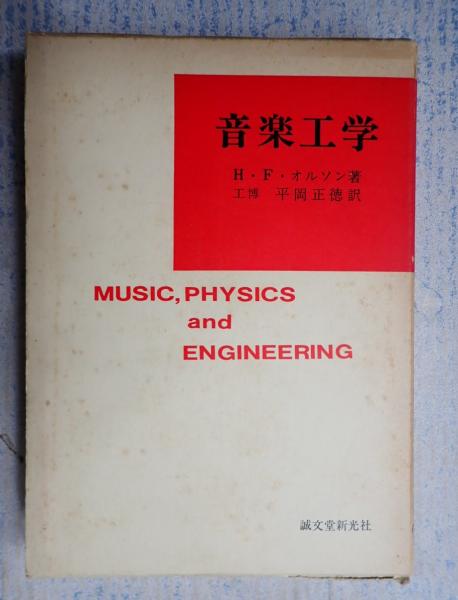 音楽工学
H・F・オルソン著
工博 平岡正徳訳
MUSIC, PHYSICS
and
ENGINEERING
誠文堂新光社